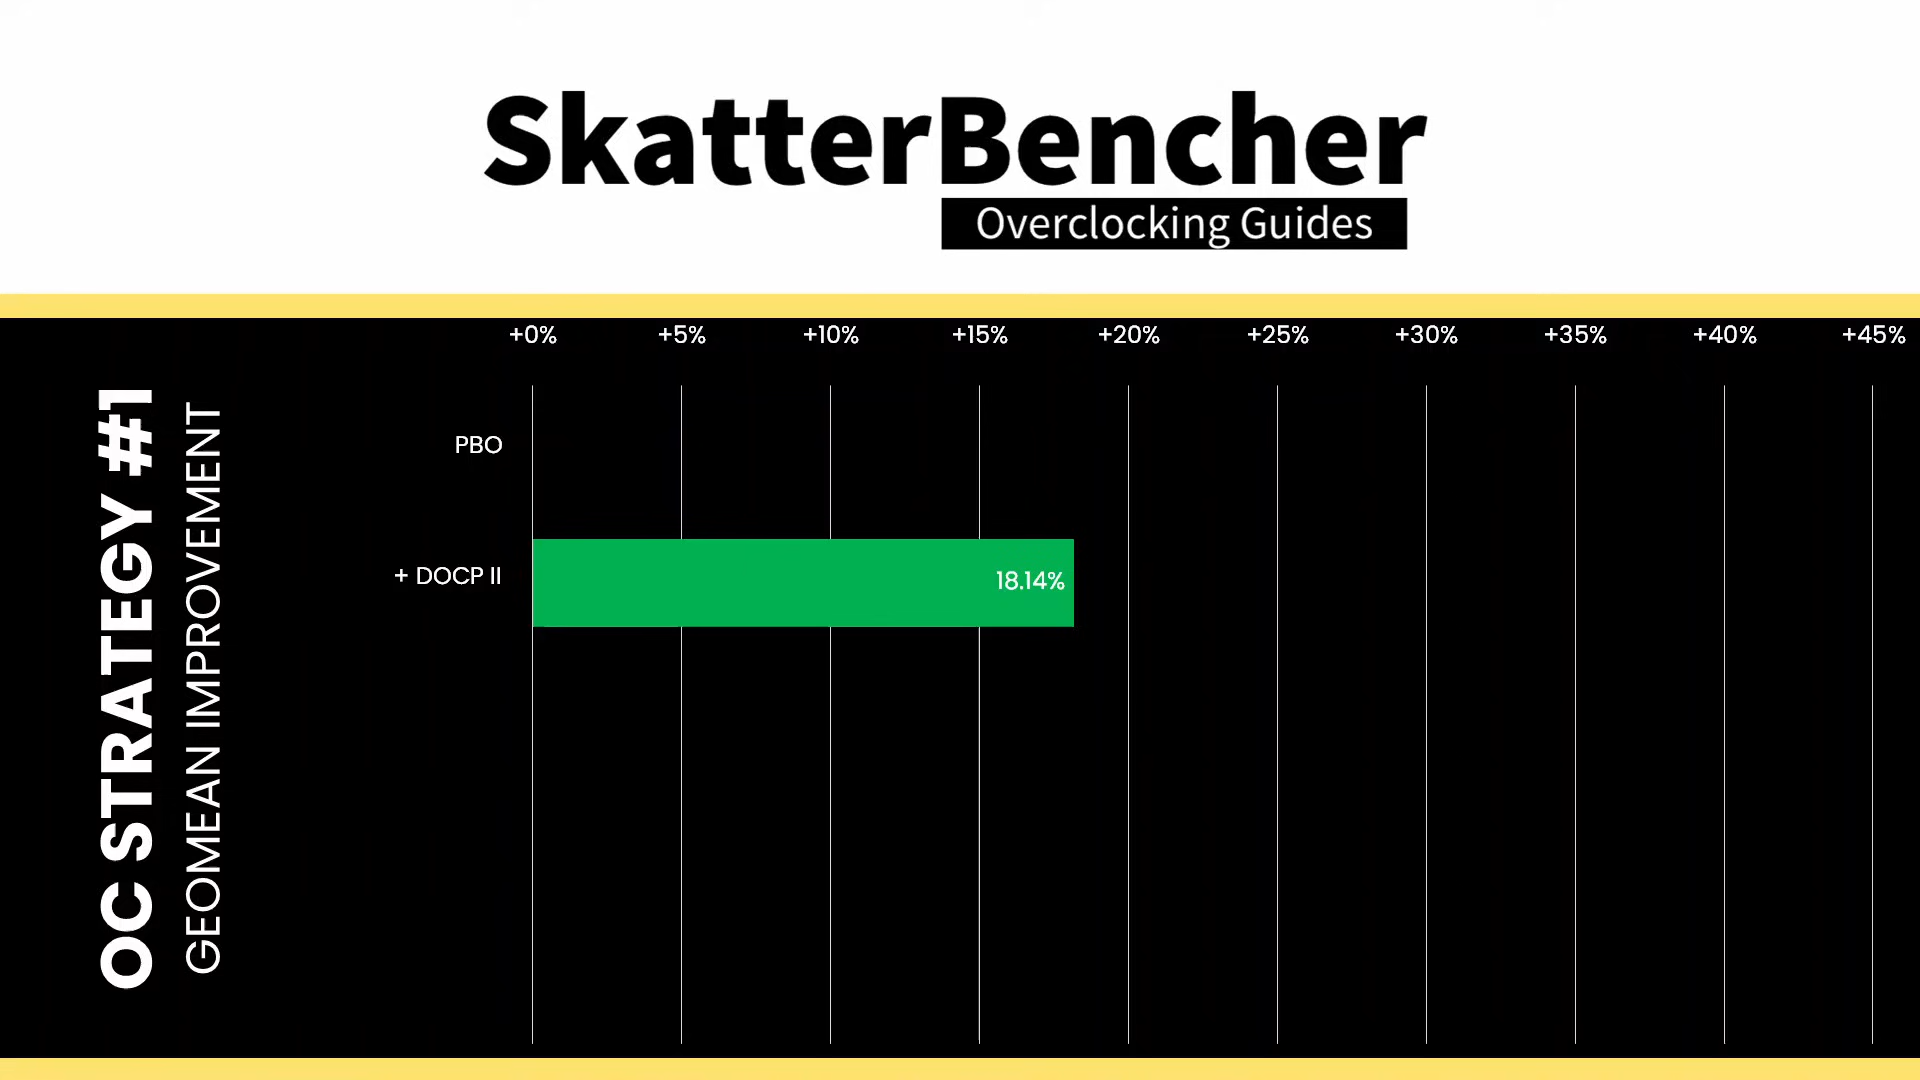 SkatterBencher
Overclocking Guides
+0% +5% +10% +15% +20% +25% +30% +35% +40% +45%
OC STRATEGY #1
GEOMEAN IMPROVEMENT
PBO
+ DOCP II
18.14%